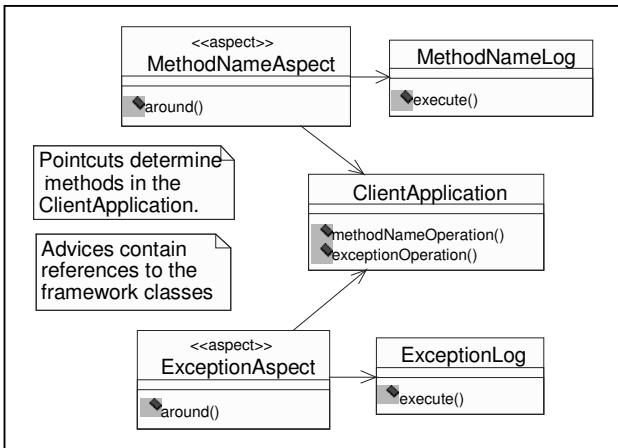 <<aspect>>
MethodNameAspect
around()
MethodNameLog
execute()
Pointcuts determine
methods in the
ClientApplication.
ClientApplication
methodNameOperation()
exceptionOperation()
Advices contain
references to the
framework classes
<<aspect>>
ExceptionAspect
around()
ExceptionLog
execute()